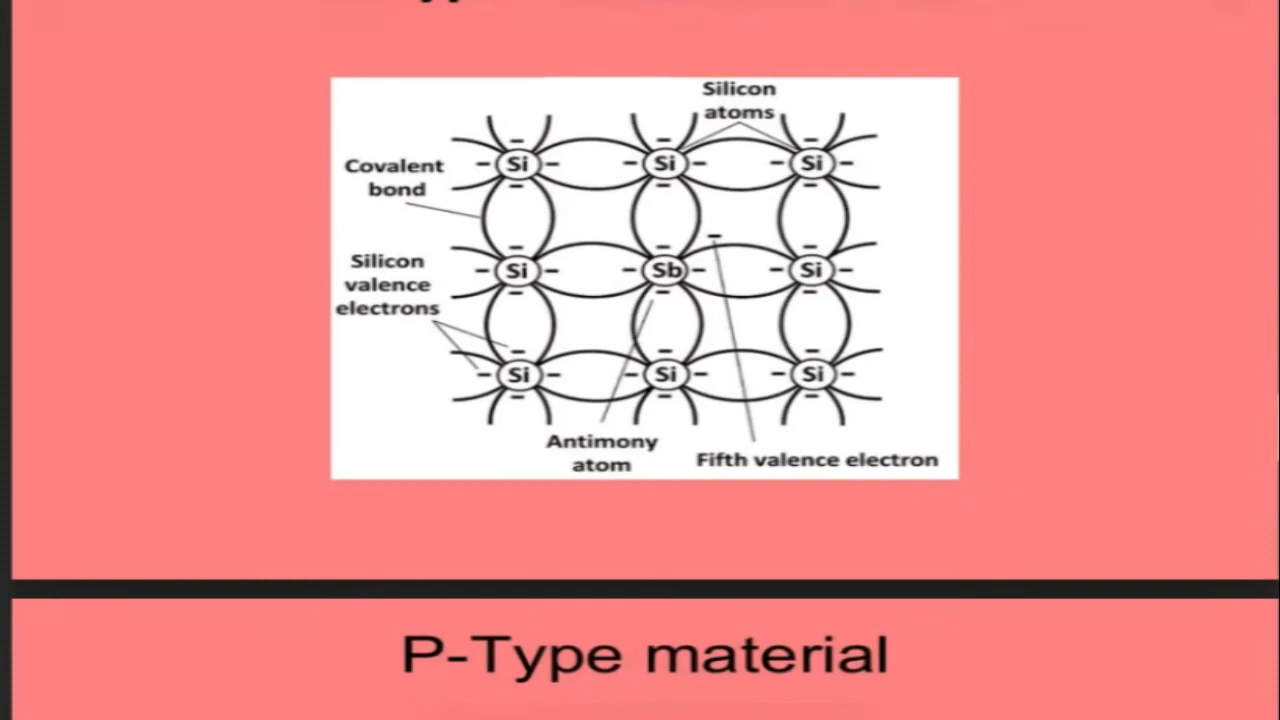 Silicon
atoms
Covalent
bond
Si
Si
Si
Silicon
valence
electrons
Si
Sb
Si
Si
Si
Si
Antimony
atom
Fifth valence electron
P-Type material